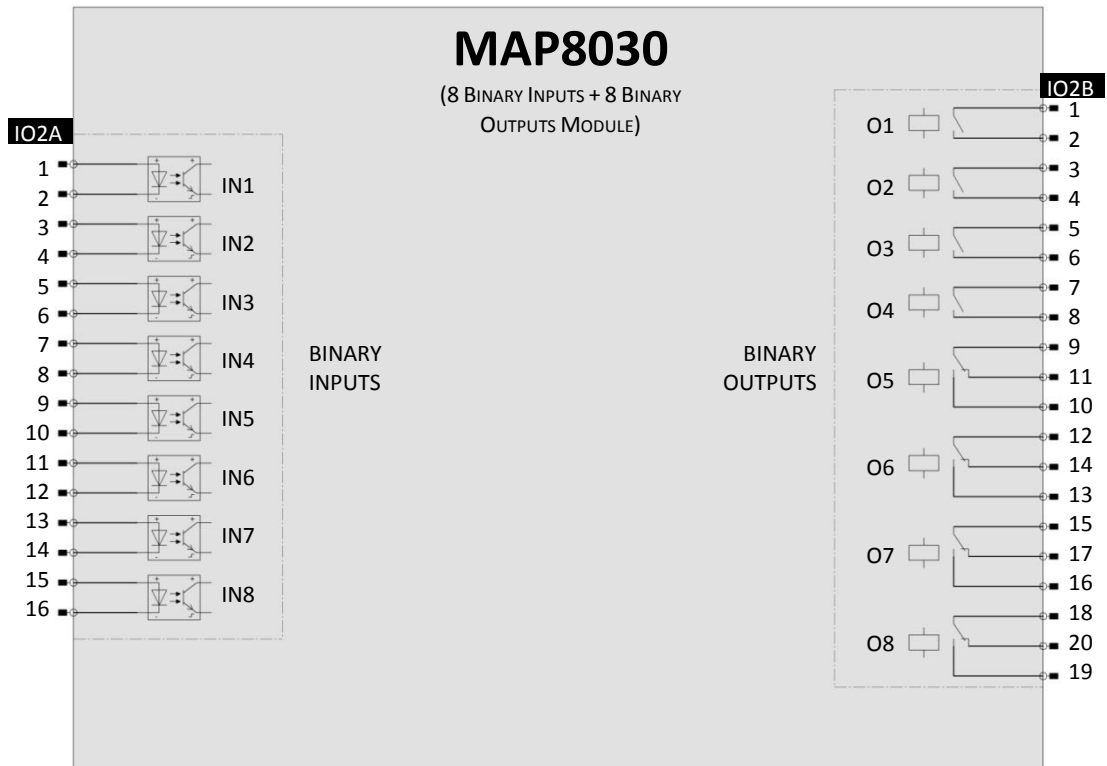 MAP8030
(8 BINARY INPUTS + 8 BINARY
OUTPUTS MODULE)
IO2A
1
2
IN1
3
4
IN2
5
6
IN3
7
8
IN4
9
10
IN5
11
12
IN6
13
14
IN7
15
16
IN8
BINARY
INPUTS
BINARY
OUTPUTS
IO2B
O1
1
2
O2
3
4
O3
5
6
O4
7
8
O5
9
11
10
O6
12
14
13
O7
15
17
16
O8
18
20
19